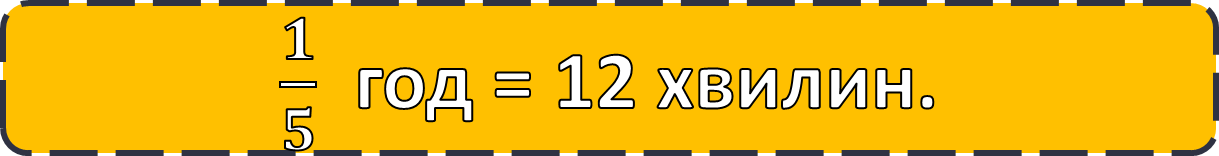 1/5 год = 12 хвилин.